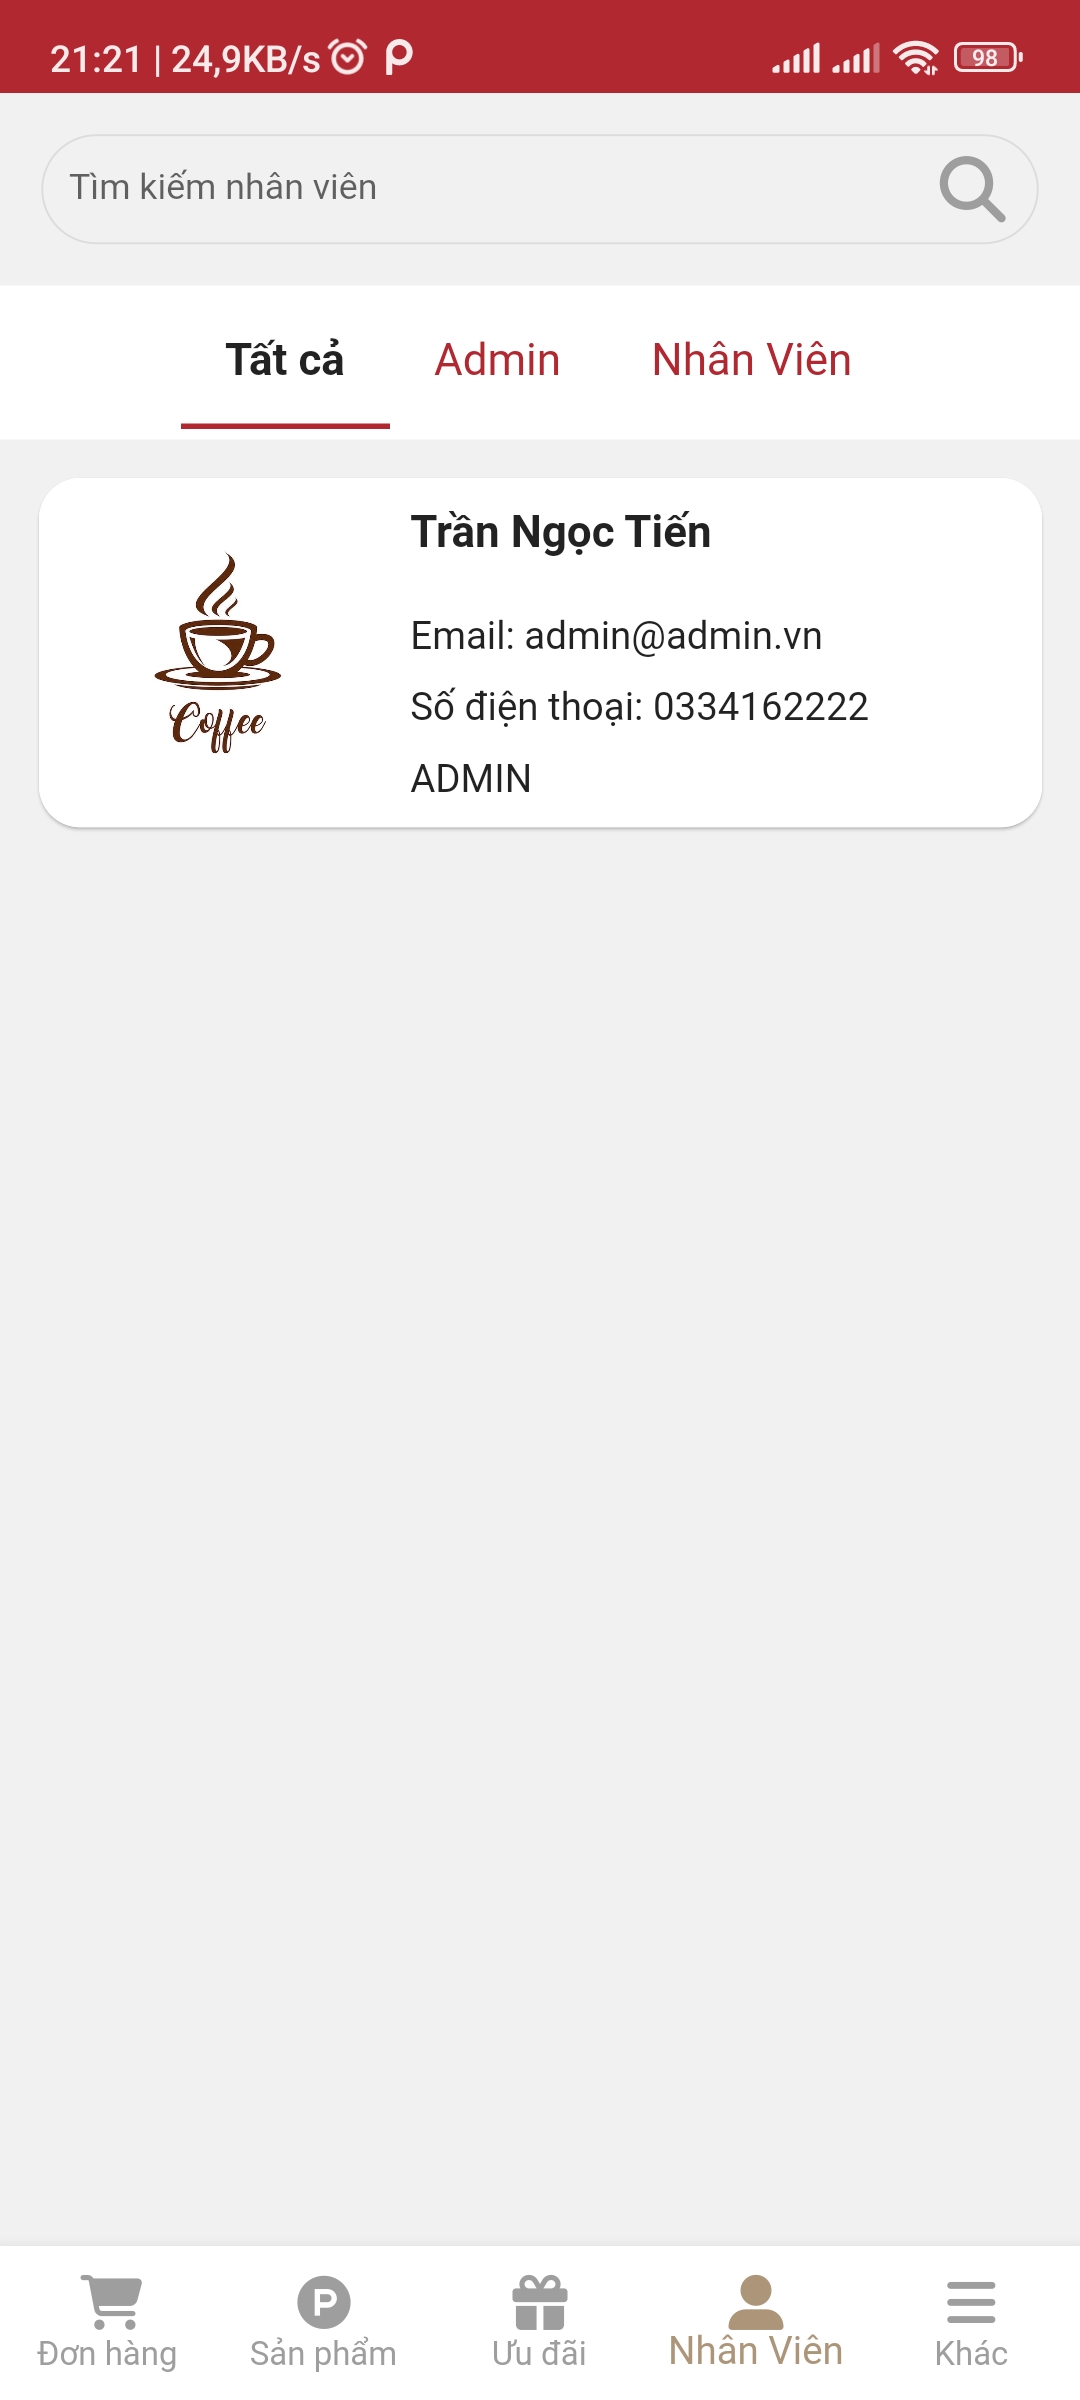 21:21 | 24,9KB/s
98
Tìm kiếm nhân viên
Tất cả Admin Nhân Viên
Trần Ngọc Tiến
Email: admin@admin.vn
Số điện thoại: 0334162222
ADMIN
Coffee
Đơn hàng Sản phẩm Ưu đãi Nhân Viên Khác